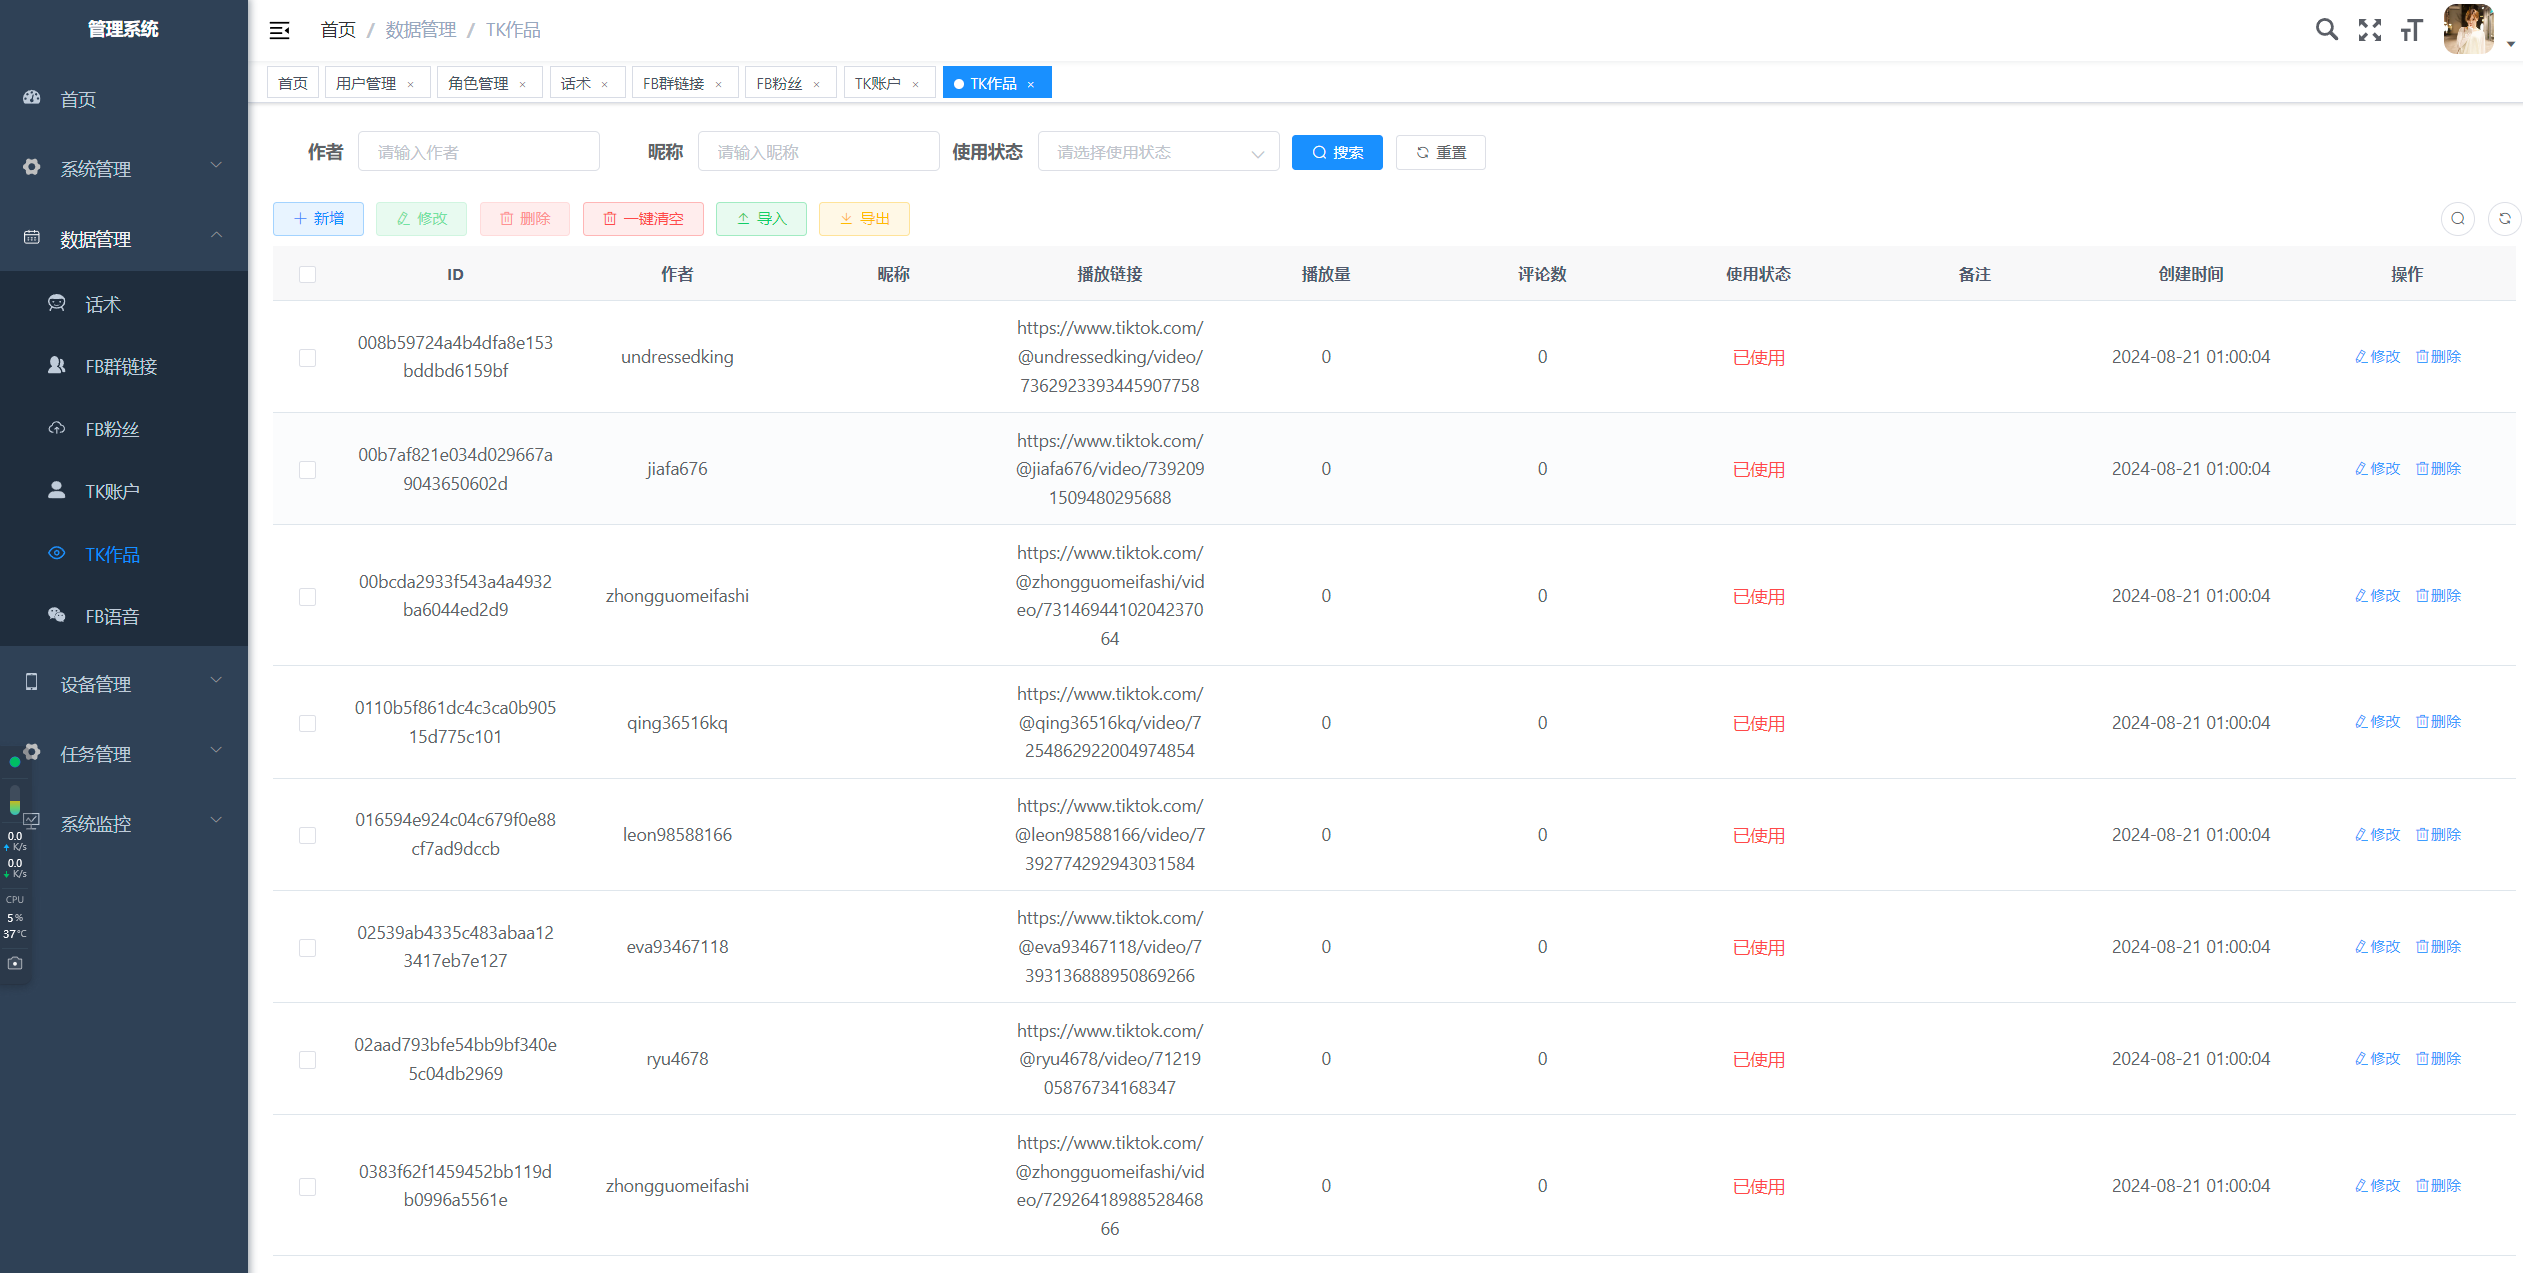 管理系统
首页
系统管理
数据管理
话术
FB群链接
FB粉丝
TK账户
TK作品
FB语音
设备管理
任务管理
系统监控
0.0
K/s
0.0
K/s
CPU
5%
37°C
首页 / 数据管理 / TK作品
首页 用户管理 × 角色管理 × 话术 × FB群链接 × FB粉丝 × TK账户 × TK作品 ×
作者 请输入作者 昵称 请输入昵称 使用状态 请选择使用状态 搜索 重置
新增 修改 删除 一键清空 导入 导出
ID 作者 昵称 播放链接 播放量 评论数 使用状态 备注 创建时间 操作
008b59724a4b4dfa8e153
bddbd6159bf
undressedking
https://www.tiktok.com/
@undressedking/video/
7362923393445907758
0 0 已使用 2024-08-21 01:00:04 修改 删除
00b7af821e034d029667a
9043650602d
jiafa676
https://www.tiktok.com/
@jiafa676/video/739209
1509480295688
0 0 已使用 2024-08-21 01:00:04 修改 删除
00bcda2933f543a4a4932
ba6044ed2d9
zhongguomeifashi
https://www.tiktok.com/
@zhongguomeifashi/vid
eo/73146944102042370
64
0 0 已使用 2024-08-21 01:00:04 修改 删除
0110b5f861dc4c3ca0b905
15d775c101
qing36516kq
https://www.tiktok.com/
@qing36516kq/video/7
254862922004974854
0 0 已使用 2024-08-21 01:00:04 修改 删除
016594e924c04c679f0e88
cf7ad9dccb
leon98588166
https://www.tiktok.com/
@leon98588166/video/7
392774292943031584
0 0 已使用 2024-08-21 01:00:04 修改 删除
02539ab4335c483abaa12
3417eb7e127
eva93467118
https://www.tiktok.com/
@eva93467118/video/7
393136888950869266
0 0 已使用 2024-08-21 01:00:04 修改 删除
02aad793bfe54bb9bf340e
5c04db2969
ryu4678
https://www.tiktok.com/
@ryu4678/video/71219
05876734168347
0 0 已使用 2024-08-21 01:00:04 修改 删除
0383f62f1459452bb119d
b0996a5561e
zhongguomeifashi
https://www.tiktok.com/
@zhongguomeifashi/vid
eo/72926418988528468
66
0 0 已使用 2024-08-21 01:00:04 修改 删除